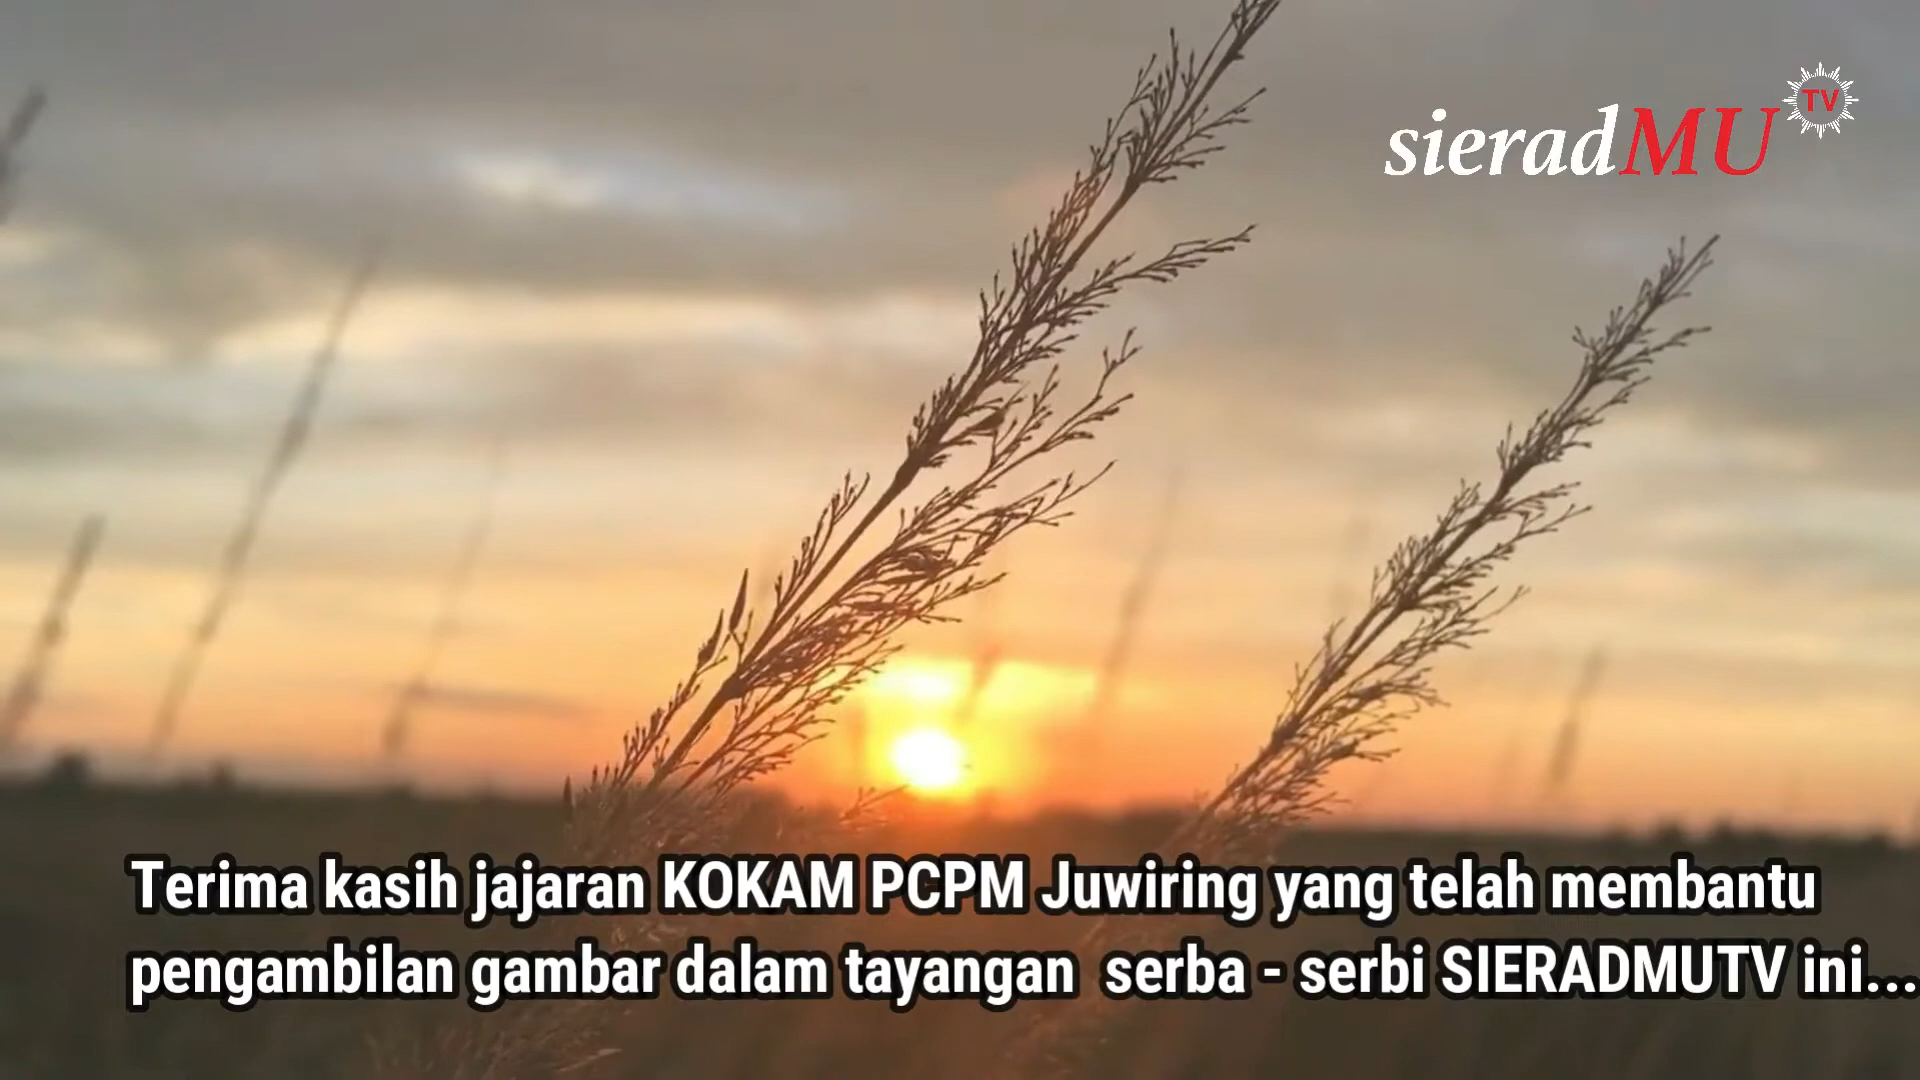 sieradMU TV
Terima kasih jajaran KOKAM PCPM Juwiring yang telah membantu
pengambilan gambar dalam tayangan serba - serbi SIERADMUTV ini...